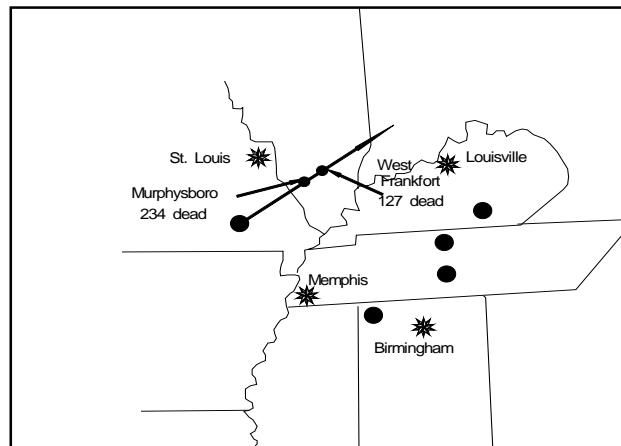 St. Louis
West
Frankfort
127 dead
Louisville
Murphysboro
234 dead
Memphis
Birmingham